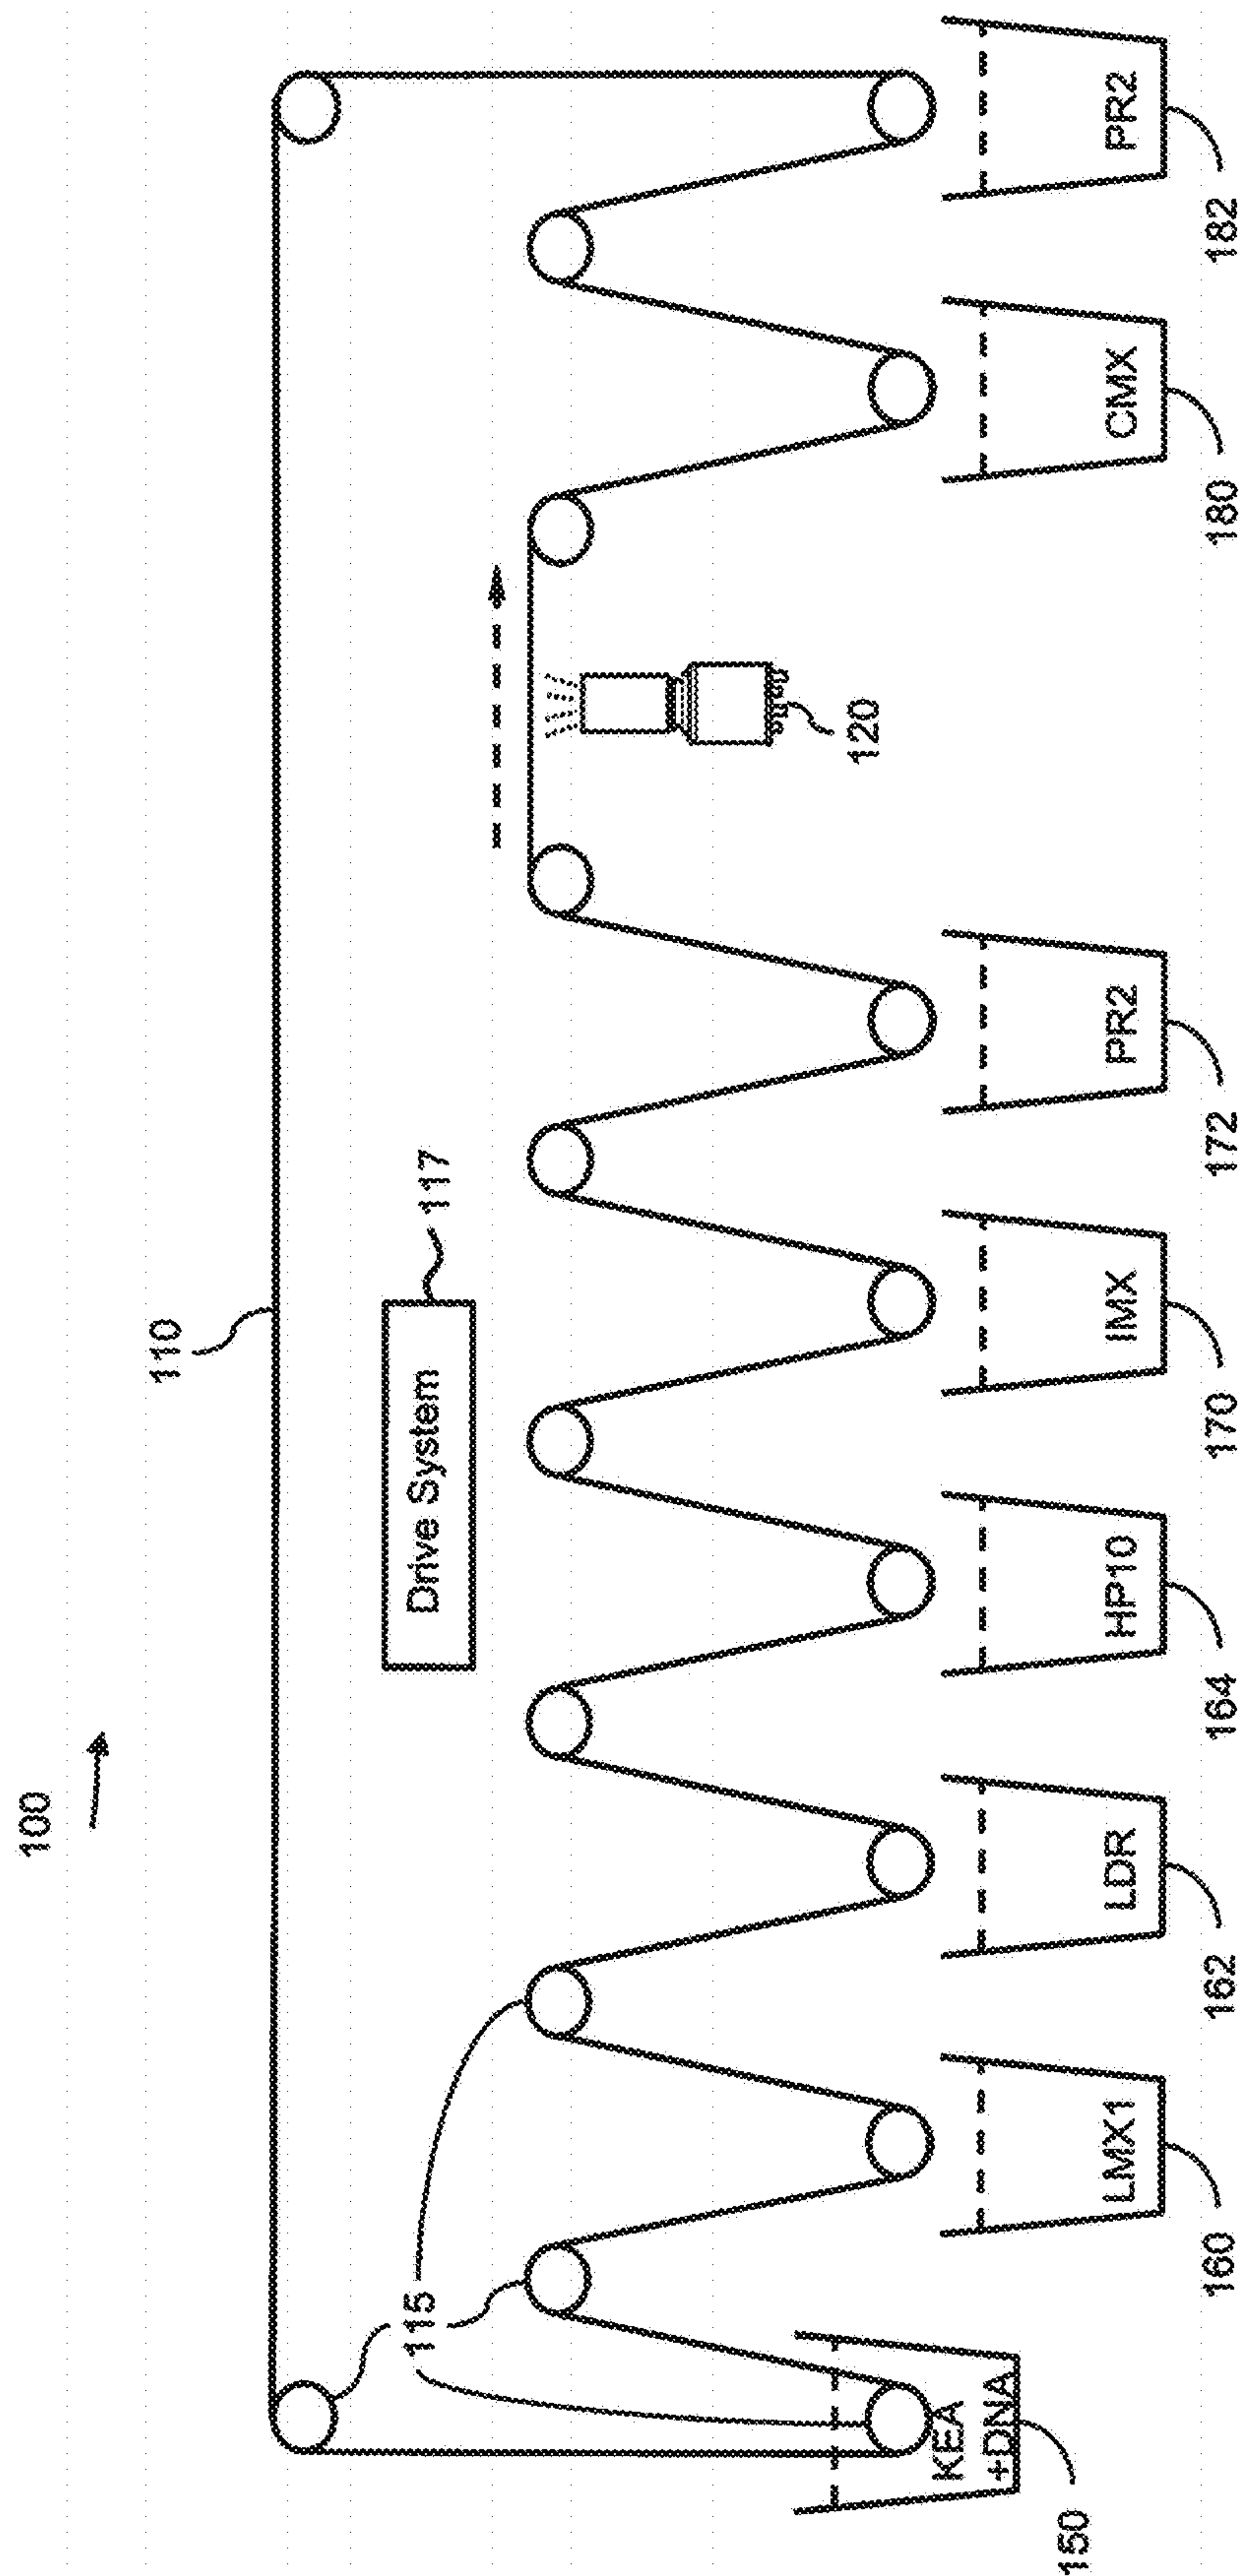 100
110
Drive System
117
115
120
KEA
+DNA
LMX1
LDR
HP10
IMX
PR2
CMX
PR2
150
160
162
164
170
172
180
182